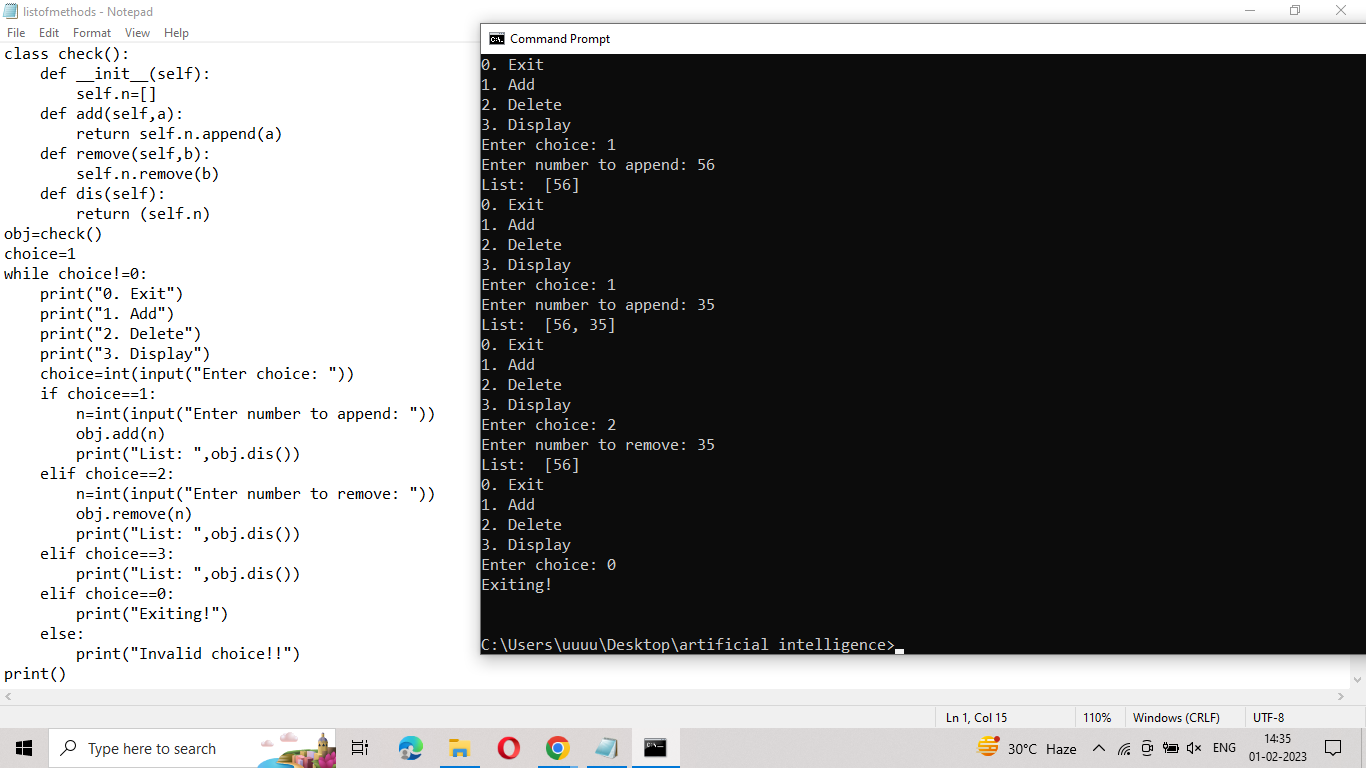 listofmethods - Notepad
File Edit Format View Help
class check():
    def __init__(self):
        self.n=[]
    def add(self,a):
        return self.n.append(a)
    def remove(self,b):
        self.n.remove(b)
    def dis(self):
        return (self.n)
obj=check()
choice=1
while choice!=0:
    print("0. Exit")
    print("1. Add")
    print("2. Delete")
    print("3. Display")
    choice=int(input("Enter choice: "))
    if choice==1:
        n=int(input("Enter number to append: "))
        obj.add(n)
        print("List: ",obj.dis())
    elif choice==2:
        n=int(input("Enter number to remove: "))
        obj.remove(n)
        print("List: ",obj.dis())
    elif choice==3:
        print("List: ",obj.dis())
    elif choice==0:
        print("Exiting!")
    else:
        print("Invalid choice!!")
print()
Command Prompt
0. Exit
1. Add
2. Delete
3. Display
Enter choice: 1
Enter number to append: 56
List:  [56]
0. Exit
1. Add
2. Delete
3. Display
Enter choice: 1
Enter number to append: 35
List:  [56, 35]
0. Exit
1. Add
2. Delete
3. Display
Enter choice: 2
Enter number to remove: 35
List:  [56]
0. Exit
1. Add
2. Delete
3. Display
Enter choice: 0
Exiting!
C:\Users\uuuu\Desktop\artificial intelligence>
Ln 1, Col 15 110% Windows (CRLF) UTF-8
Type here to search 30°C Haze ENG 14:35
01-02-2023